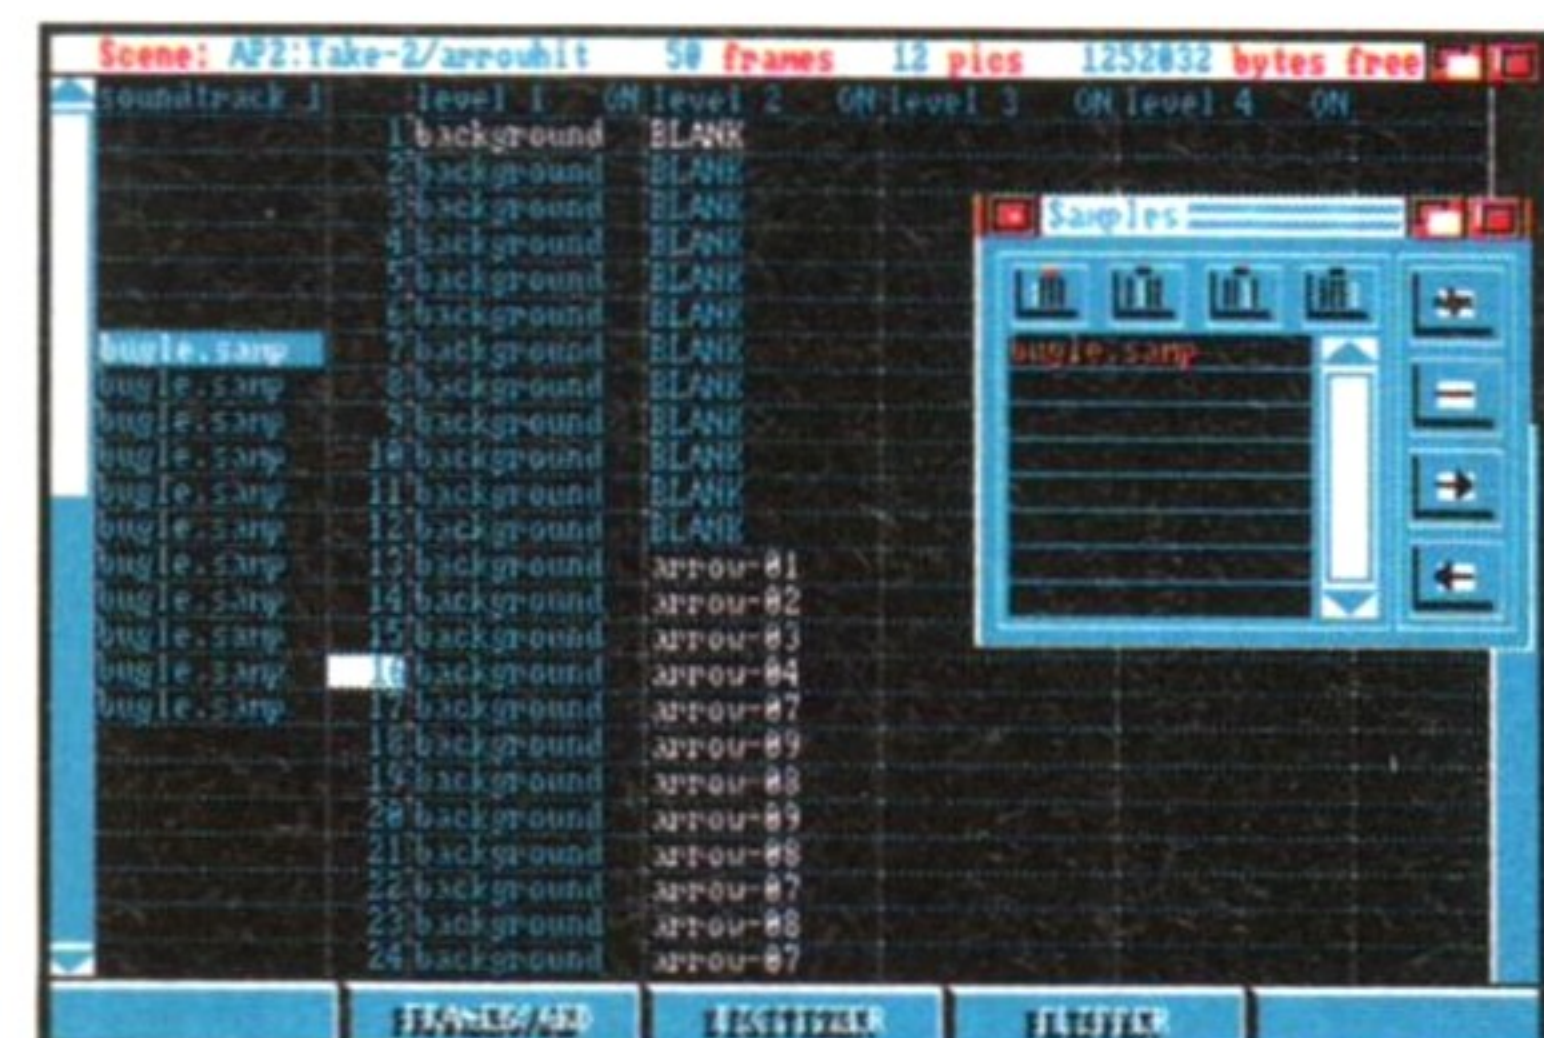 Scene: AP2:Take-2/arrowhit 50 frames 12 pics 1252032 bytes free
soundtrack 1 level 1 ON level 2 ON level 3 ON level 4 ON
1 background BLANK
2 background BLANK
3 background BLANK
4 background BLANK
5 background BLANK
6 background BLANK
bugle.samp 7 background BLANK
bugle.samp 8 background BLANK
bugle.samp 9 background BLANK
bugle.samp 10 background BLANK
bugle.samp 11 background BLANK
bugle.samp 12 background BLANK
bugle.samp 13 background arrow-01
bugle.samp 14 background arrow-02
bugle.samp 15 background arrow-03
bugle.samp 16 background arrow-04
bugle.samp 17 background arrow-07
18 background arrow-09
19 background arrow-08
20 background arrow-09
21 background arrow-08
22 background arrow-07
23 background arrow-08
24 background arrow-07
Samples
bugle.samp
DIGITIZER FLIPPER